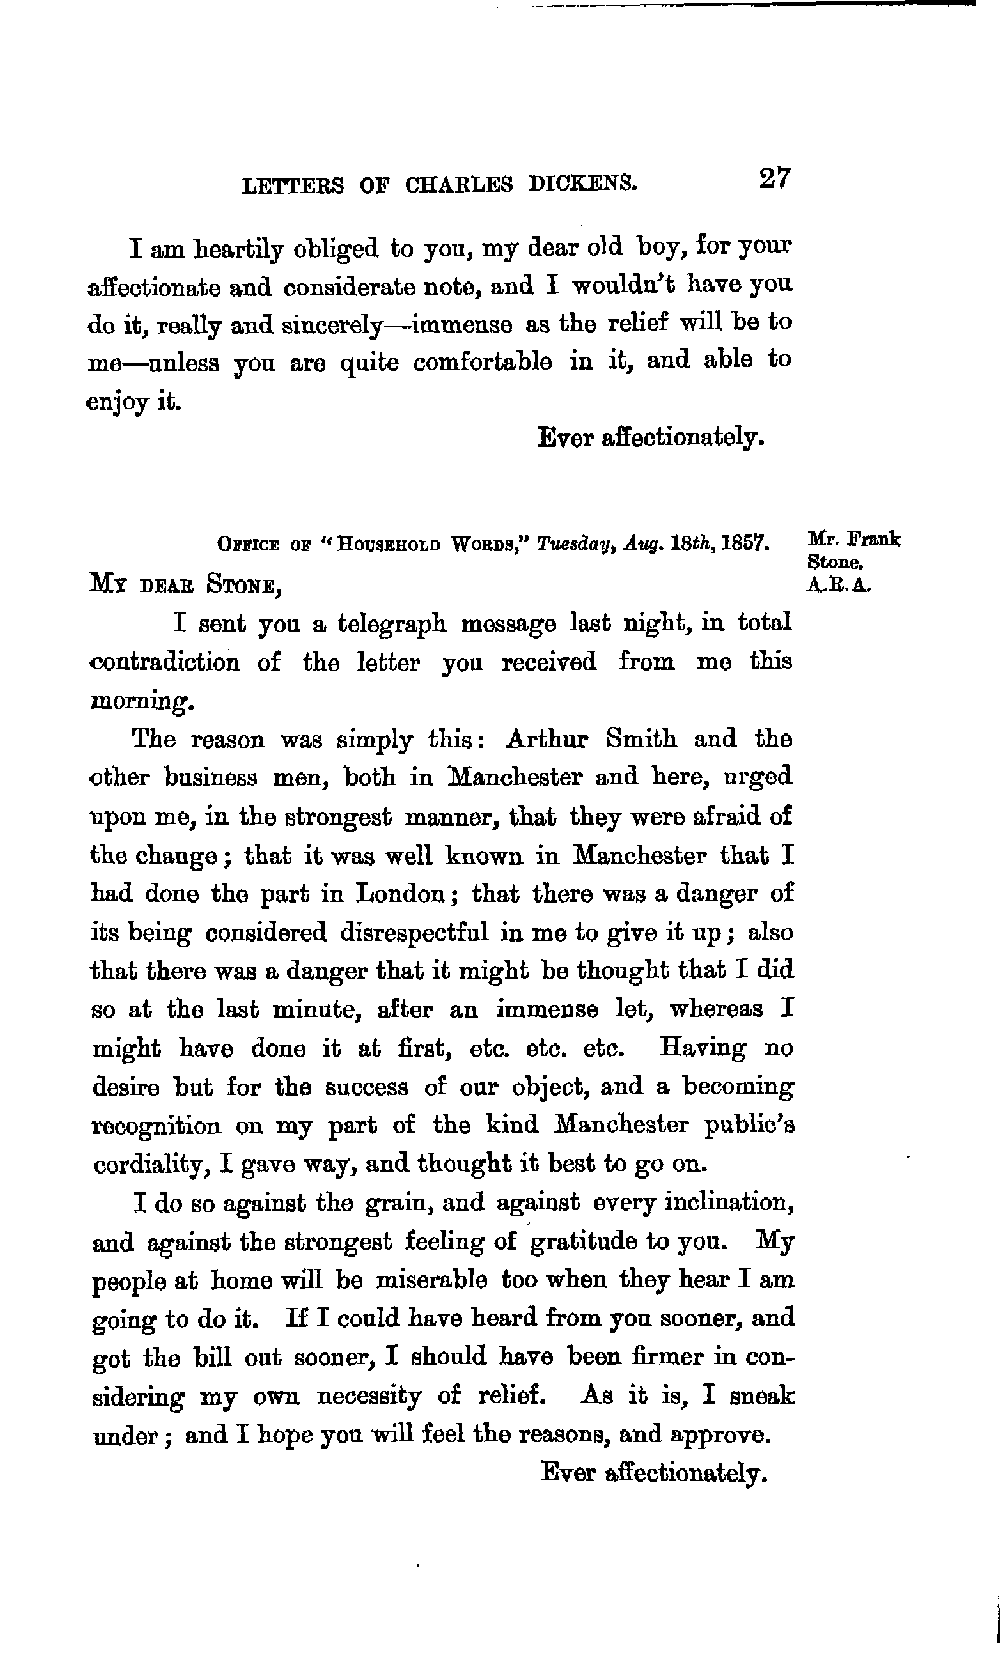 LETTERS OF CHARLES DICKENS. 27
I am heartily obliged to you, my dear old boy, for your
affectionate and considerate note, and I wouldn't have you
do it, really and sincerely—immense as the relief will be to
me—unless you are quite comfortable in it, and able to
enjoy it.
Ever affectionately.
OFFICE OF "HOUSEHOLD WORDS," Tuesday, Aug. 18th, 1857.
Mr. Frank
Stone,
A.R.A.
MY DEAR STONE,
I sent you a telegraph message last night, in total
contradiction of the letter you received from me this
morning.
The reason was simply this: Arthur Smith and the
other business men, both in Manchester and here, urged
upon me, in the strongest manner, that they were afraid of
the change; that it was well known in Manchester that I
had done the part in London; that there was a danger of
its being considered disrespectful in me to give it up; also
that there was a danger that it might be thought that I did
so at the last minute, after an immense let, whereas I
might have done it at first, etc. etc. etc. Having no
desire but for the success of our object, and a becoming
recognition on my part of the kind Manchester public's
cordiality, I gave way, and thought it best to go on.
I do so against the grain, and against every inclination,
and against the strongest feeling of gratitude to you. My
people at home will be miserable too when they hear I am
going to do it. If I could have heard from you sooner, and
got the bill out sooner, I should have been firmer in con-
sidering my own necessity of relief. As it is, I sneak
under; and I hope you will feel the reasons, and approve.
Ever affectionately.